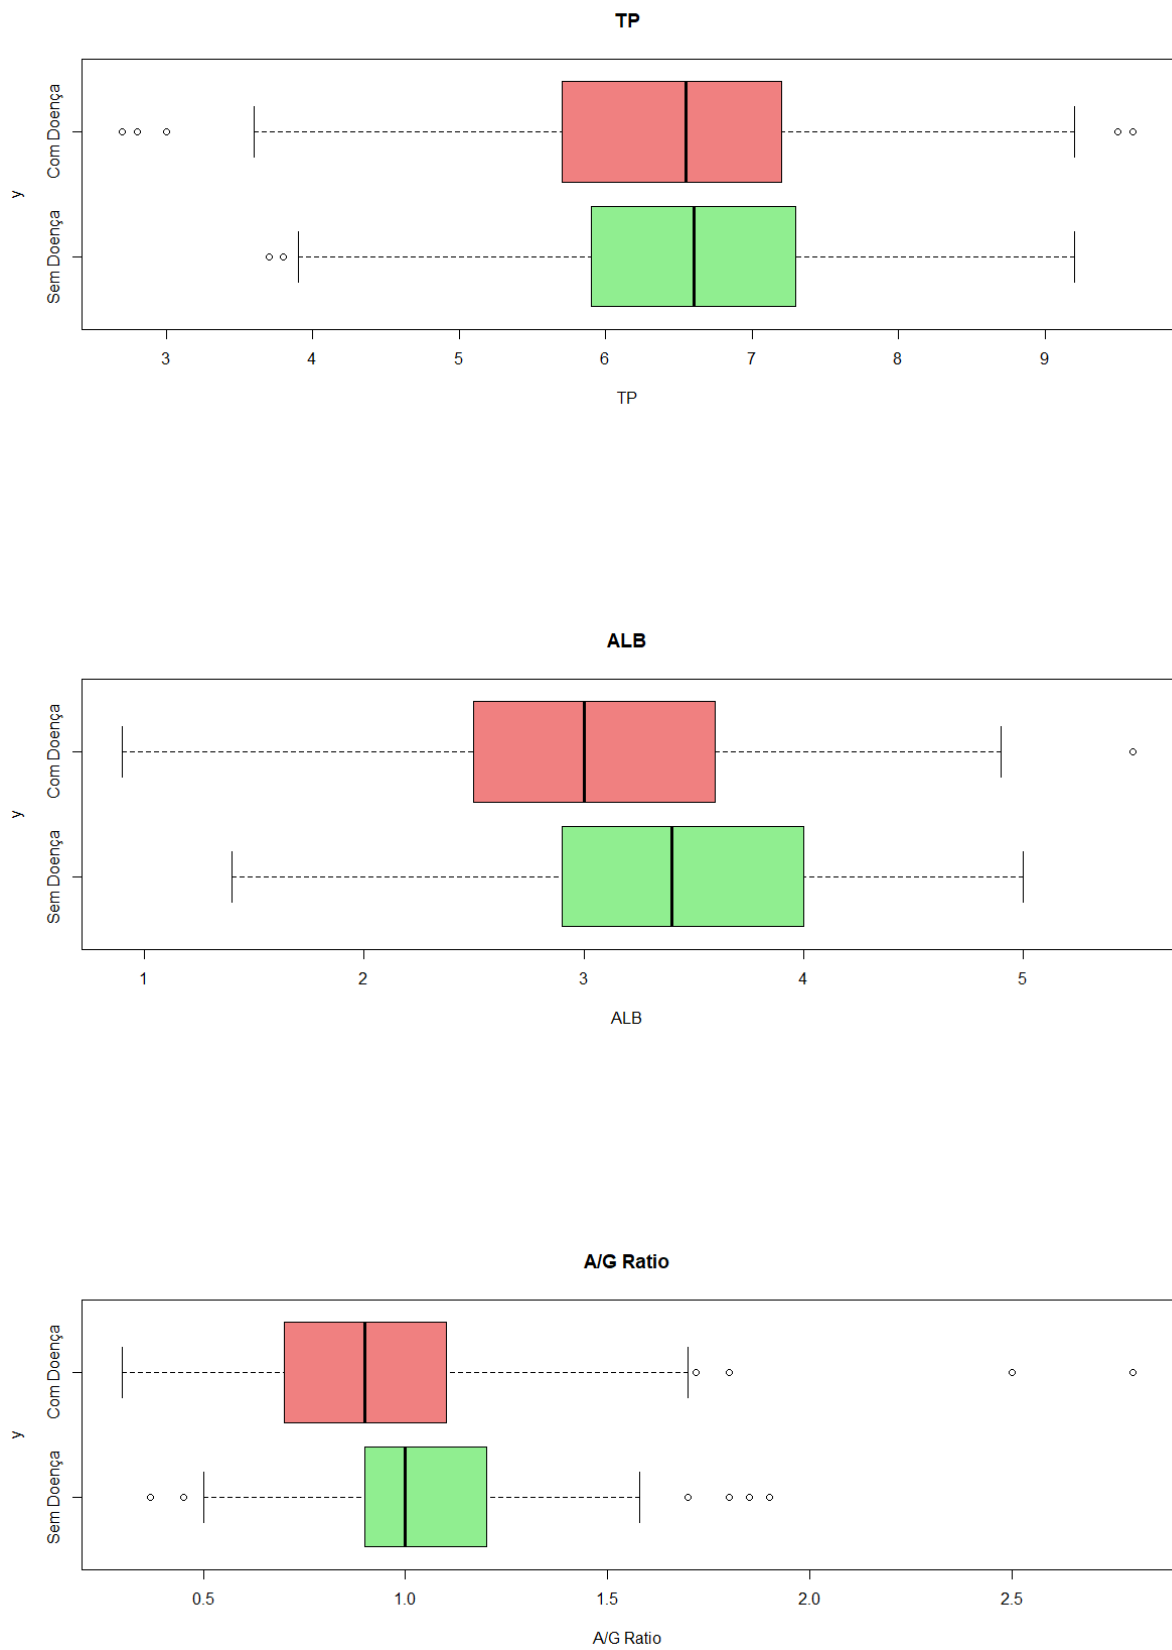 TP
Com Doença
Sem Doença
y
3 4 5 6 7 8 9
TP
ALB
Com Doença
Sem Doença
y
1 2 3 4 5
ALB
A/G Ratio
Com Doença
Sem Doença
y
0.5 1.0 1.5 2.0 2.5
A/G Ratio